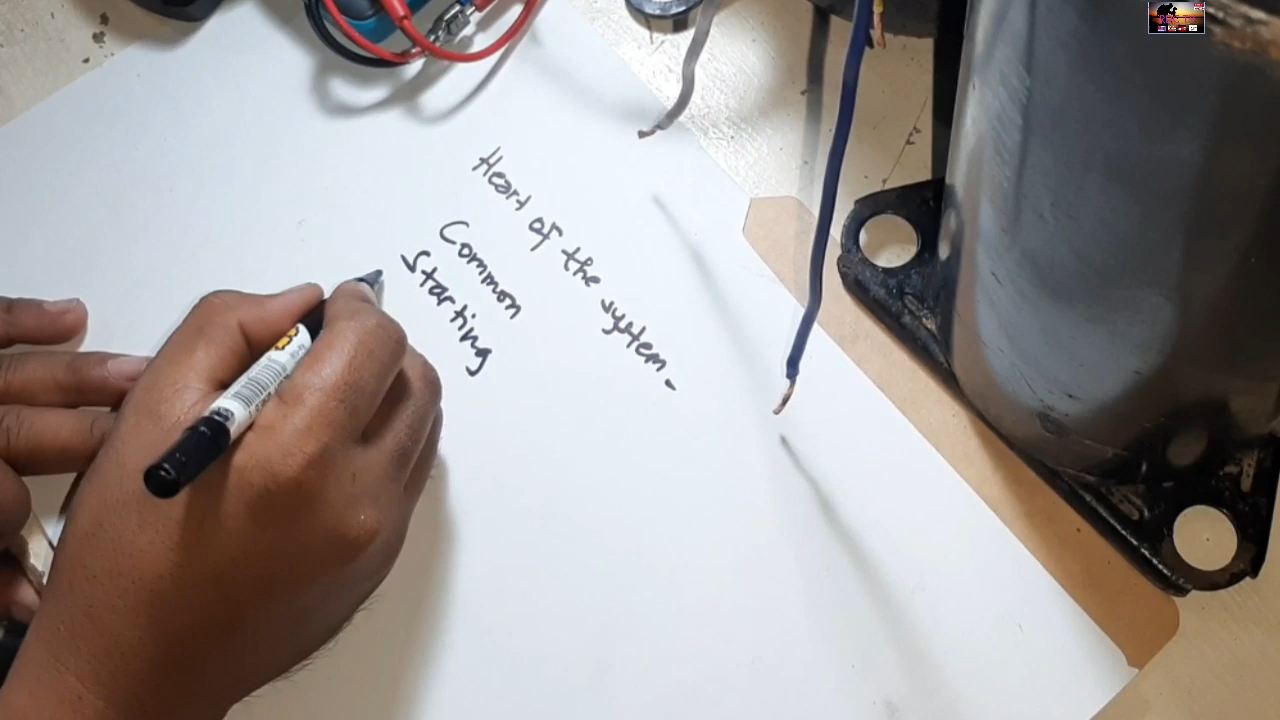 Heart of the system -
Common
Starting